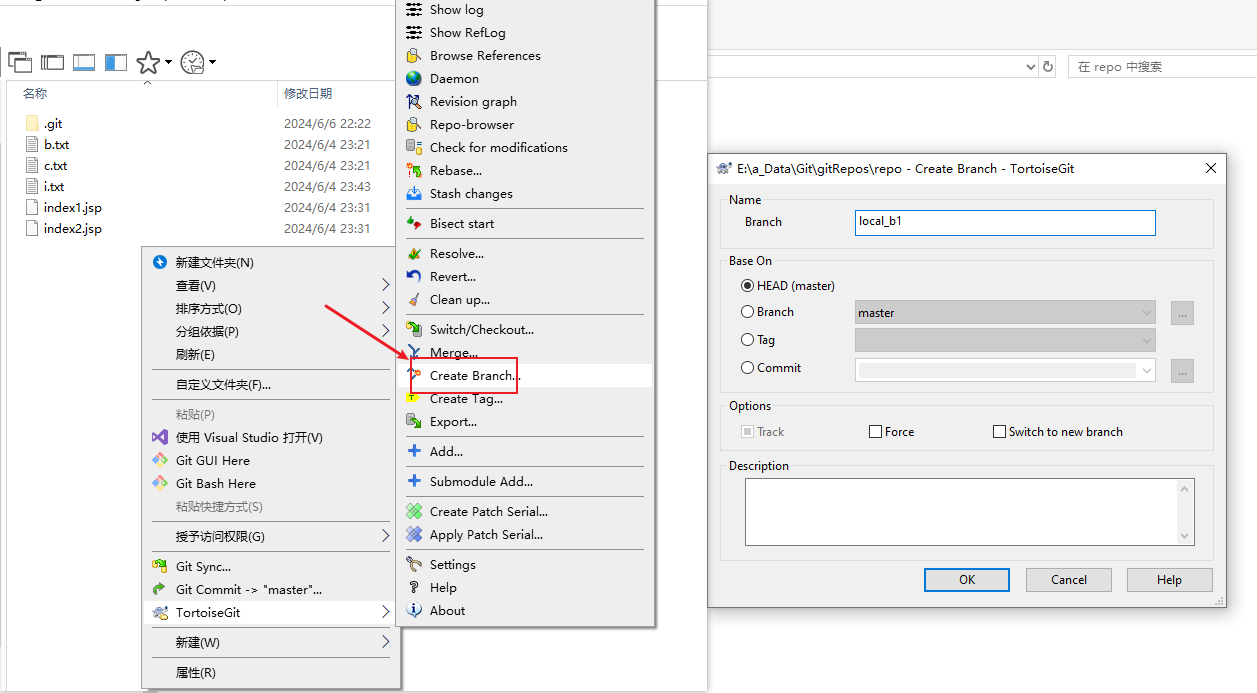 名称
修改日期
.git
2024/6/6 22:22
b.txt
2024/6/4 23:21
c.txt
2024/6/4 23:21
i.txt
2024/6/4 23:43
index1.jsp
2024/6/4 23:31
index2.jsp
2024/6/4 23:31
新建文件夹(N)
查看(V)
排序方式(O)
分组依据(P)
刷新(E)
自定义文件夹(F)...
粘贴(P)
使用 Visual Studio 打开(V)
Git GUI Here
Git Bash Here
粘贴快捷方式(S)
授予访问权限(G)
Git Sync...
Git Commit -> "master"...
TortoiseGit
新建(W)
属性(R)
Show log
Show RefLog
Browse References
Daemon
Revision graph
Repo-browser
Check for modifications
Rebase...
Stash changes
Bisect start
Resolve...
Revert...
Clean up...
Switch/Checkout...
Merge...
Create Branch...
Create Tag...
Export...
Add...
Submodule Add...
Create Patch Serial...
Apply Patch Serial...
Settings
Help
About
在 repo 中搜索
E:\a_Data\Git\gitRepos\repo - Create Branch - TortoiseGit
Name
Branch
local_b1
Base On
HEAD (master)
Branch
master
...
Tag
Commit
...
Options
Track
Force
Switch to new branch
Description
OK
Cancel
Help